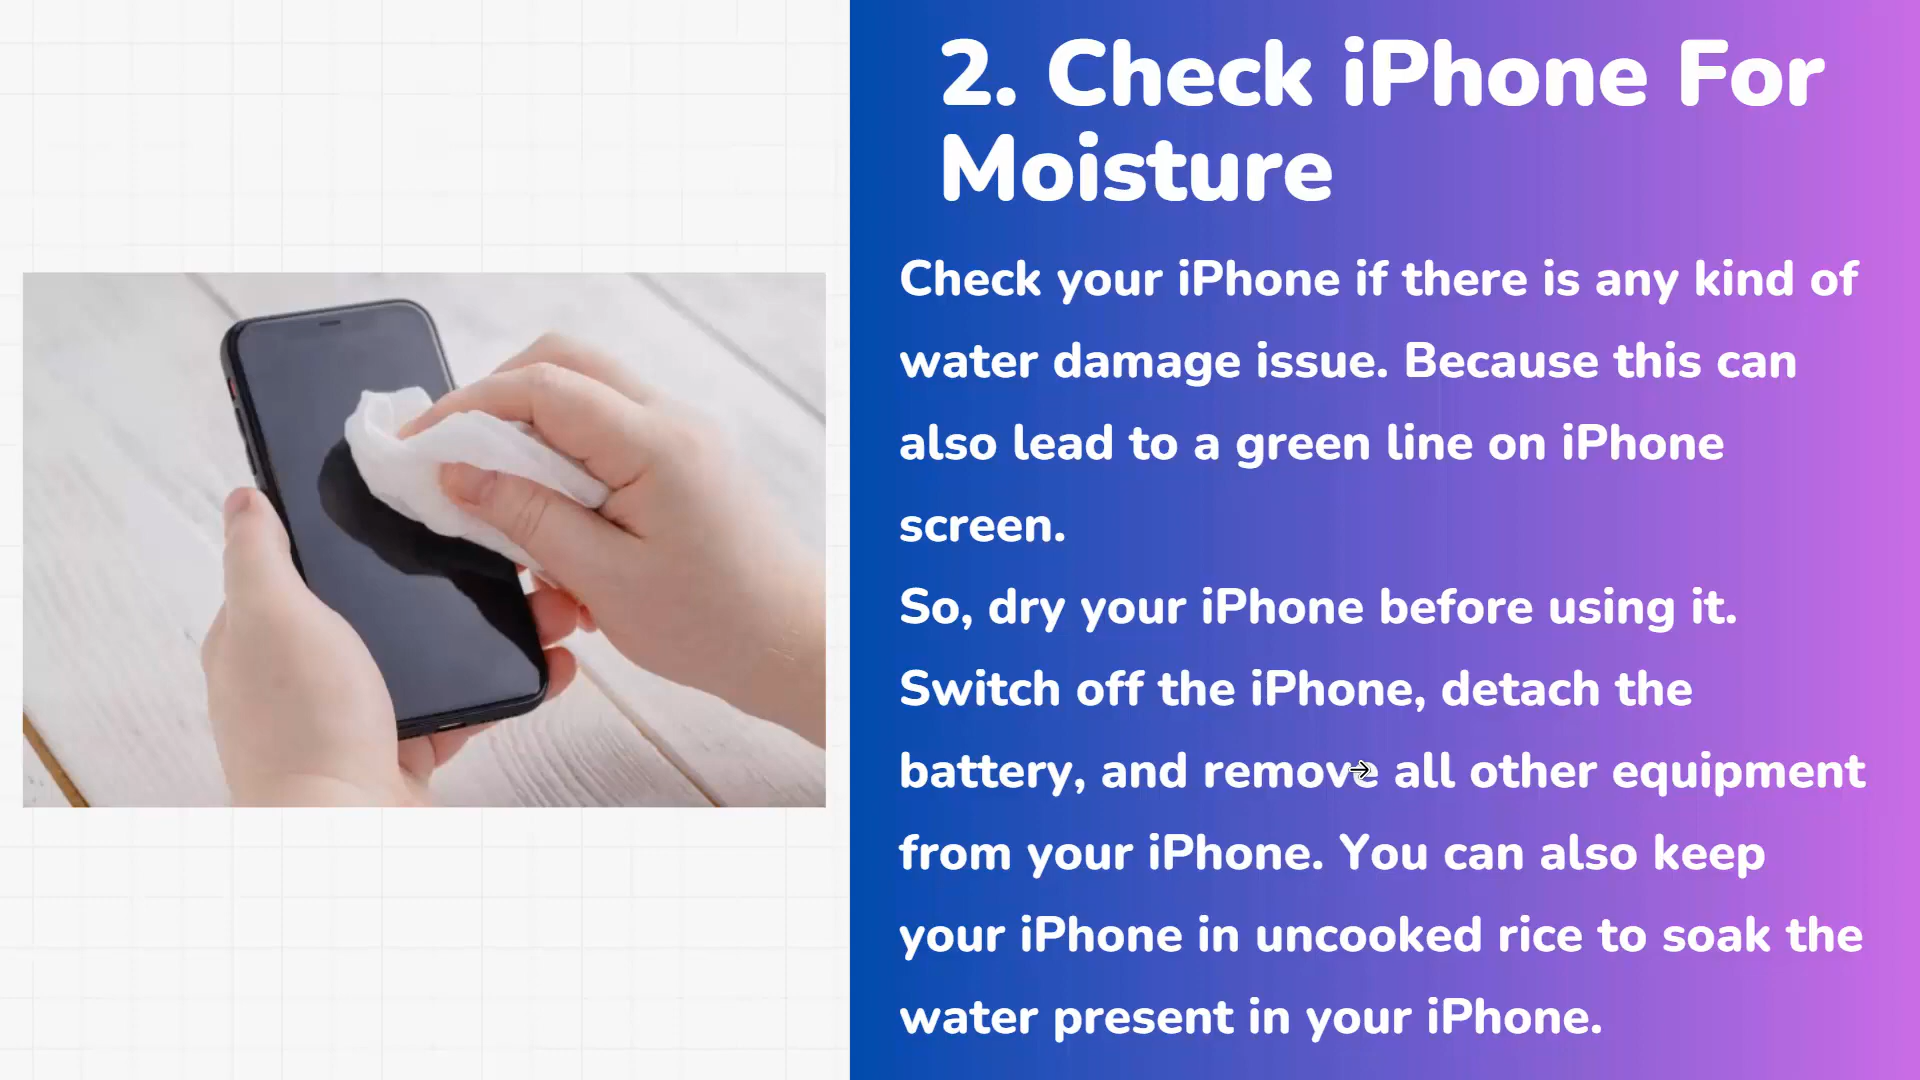 2. Check iPhone For
Moisture
Check your iPhone if there is any kind of
water damage issue. Because this can
also lead to a green line on iPhone
screen.
So, dry your iPhone before using it.
Switch off the iPhone, detach the
battery, and remove all other equipment
from your iPhone. You can also keep
your iPhone in uncooked rice to soak the
water present in your iPhone.